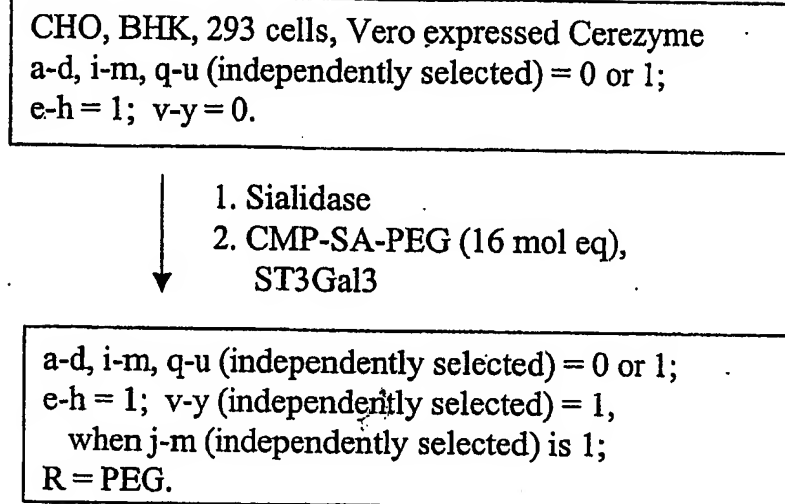 CHO, BHK, 293 cells, Vero expressed Cerezyme
a-d, i-m, q-u (independently selected) = 0 or 1;
e-h = 1; v-y = 0.
1. Sialidase
2. CMP-SA-PEG (16 mol eq),
ST3Gal3
a-d, i-m, q-u (independently selected) = 0 or 1;
e-h = 1; v-y (independently selected) = 1,
when j-m (independently selected) is 1;
R = PEG.